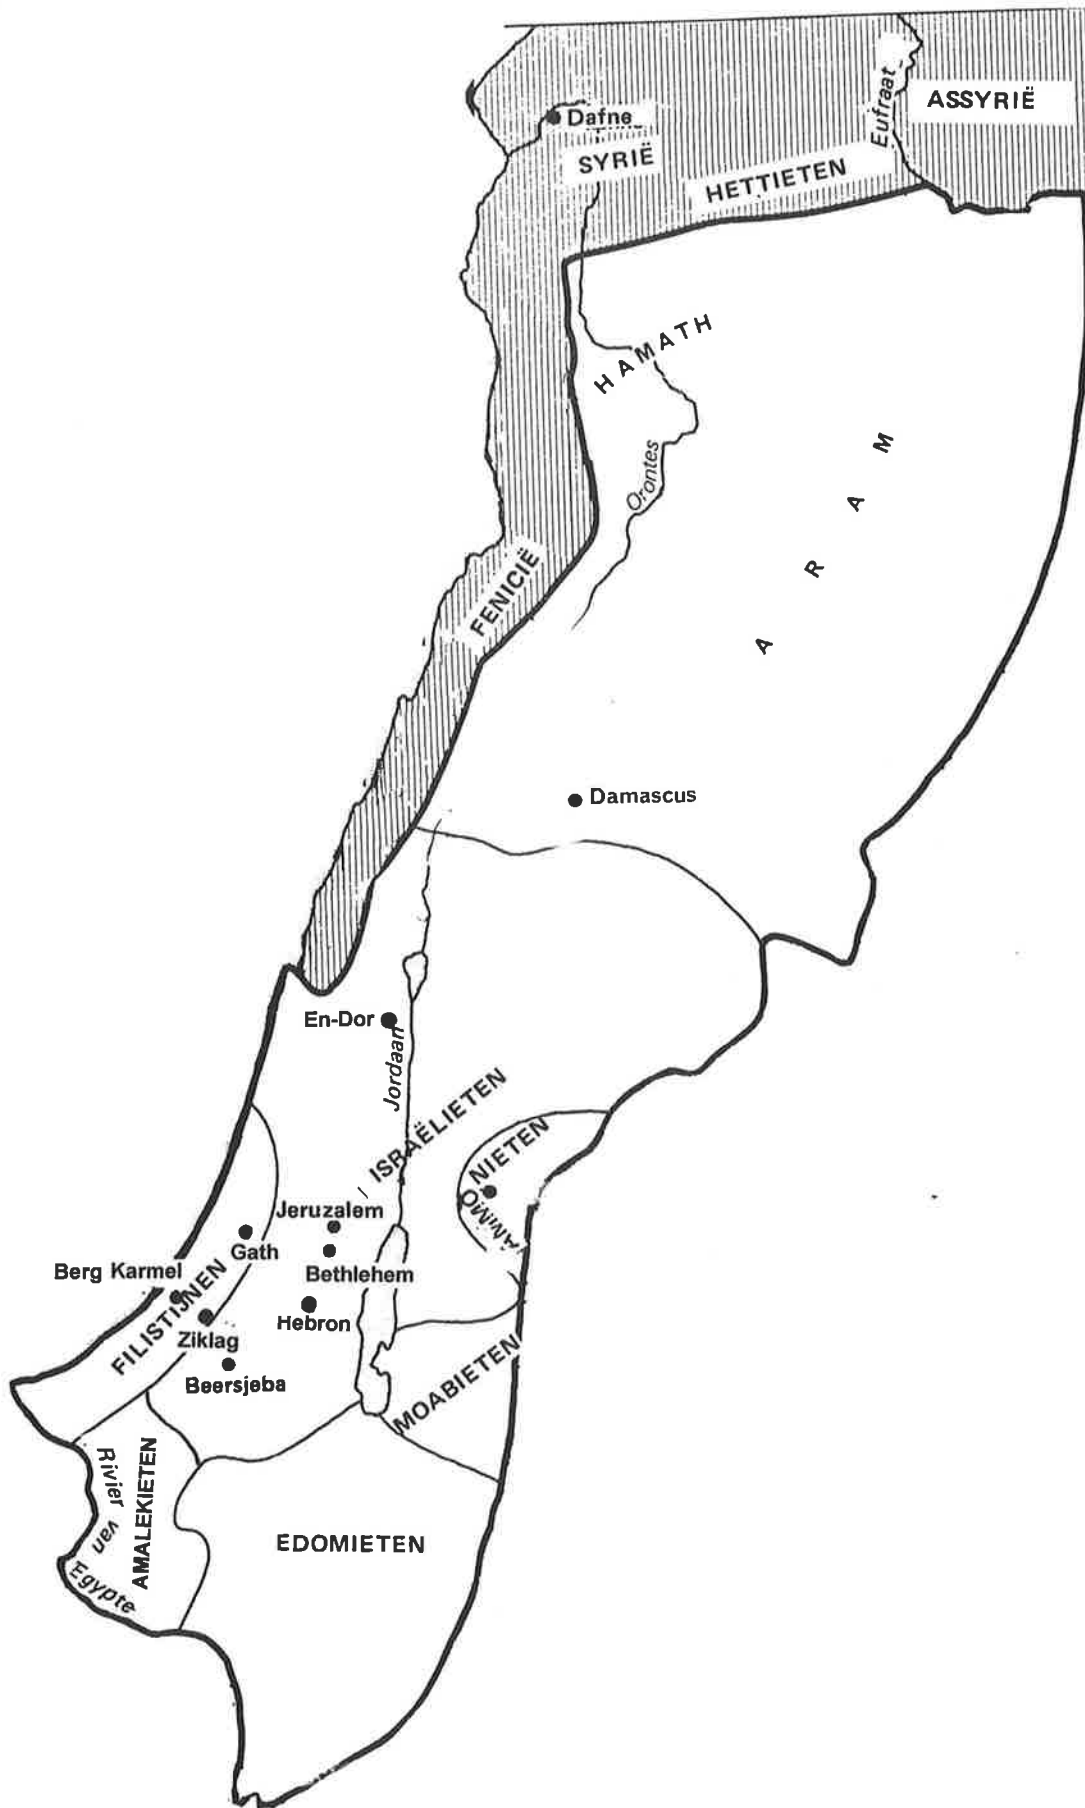 Eufraat
ASSYRIË
Dafne
SYRIË
HETTIETEN
HAMATH
Orontes
ARAM
FENICIË
Damascus
En-Dor
Jordaan
ISRAËLIETEN
AMMONIETEN
Jeruzalem
Gath
Bethlehem
Berg Karmel
FILISTIJNEN
Hebron
Ziklag
Beersjeba
MOABIETEN
Rivier van
Egypte
AMALEKIETEN
EDOMIETEN